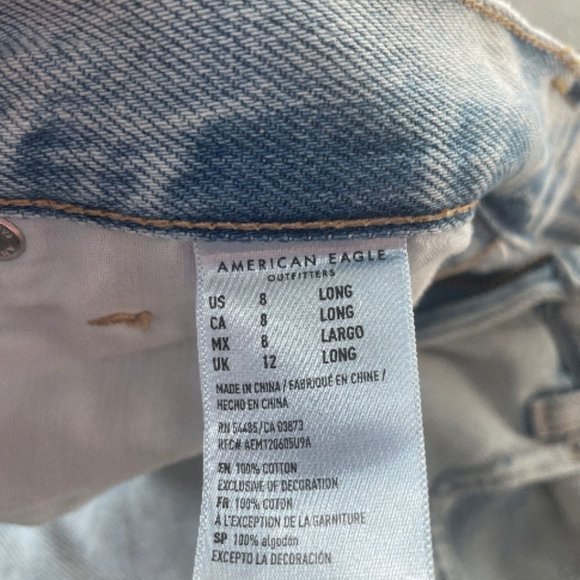 AMERICAN EAGLE
OUTFITTERS
US 8 LONG
CA 8 LONG
MX 8 LARGO
UK 12 LONG
MADE IN CHINA / FABRIQUÉ EN CHINE /
HECHO EN CHINA
RN 54485/CA 03873
RFC# AEM120605U9A
EN 100% COTTON
EXCLUSIVE OF DECORATION
FR 100% COTON
À L'EXCEPTION DE LA GARNITURE
SP 100% algodón
EXCEPTO LA DECORACIÓN